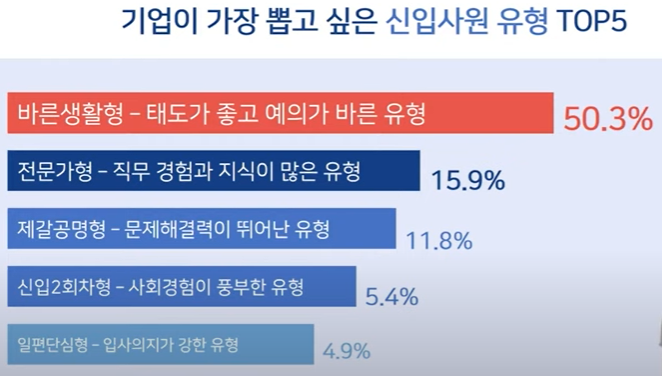 기업이 가장 뽑고 싶은 신입사원 유형 TOP5
바른생활형 – 태도가 좋고 예의가 바른 유형 50.3%
전문가형 – 직무 경험과 지식이 많은 유형 15.9%
제갈공명형 – 문제해결력이 뛰어난 유형 11.8%
신입2회차형 – 사회경험이 풍부한 유형 5.4%
일편단심형 – 입사의지가 강한 유형 4.9%